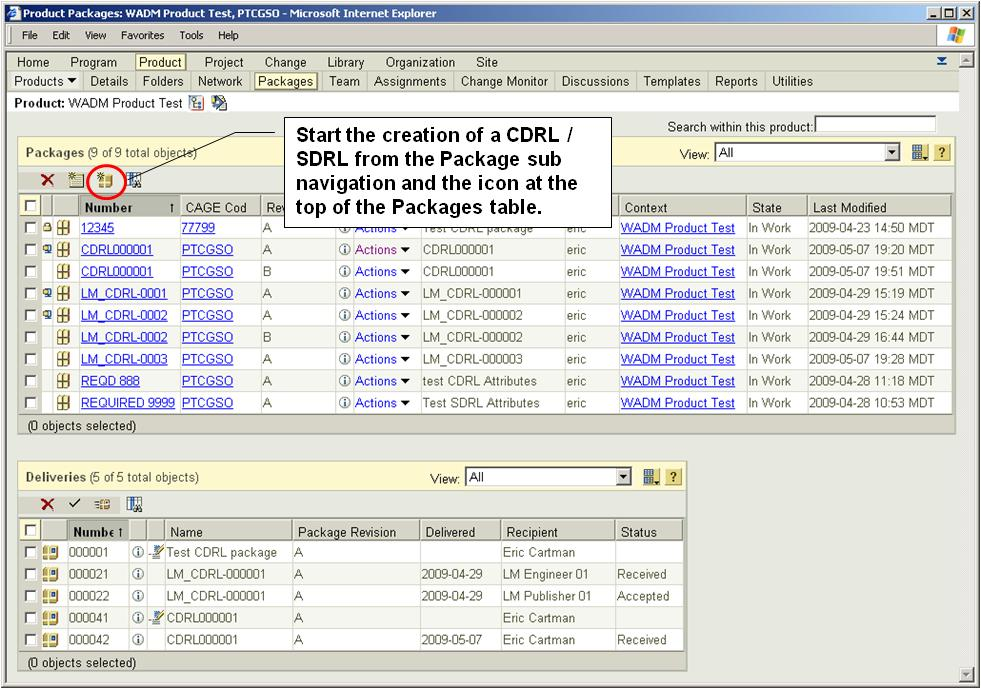 Product Packages: WADM Product Test, PTCGSO - Microsoft Internet Explorer
File Edit View Favorites Tools Help
Home Program Product Project Change Library Organization Site
Products Details Folders Network Packages Team Assignments Change Monitor Discussions Templates Reports Utilities
Product: WADM Product Test
Search within this product:
Start the creation of a CDRL /
SDRL from the Package sub
navigation and the icon at the
top of the Packages table.
Packages (9 of 9 total objects)
View: All
Number CAGE Cod Context State Last Modified
12345 77799 A Actions Test CDRL package eric WADM Product Test In Work 2009-04-23 14:50 MDT
CDRL000001 PTCGSO A Actions CDRL000001 eric WADM Product Test In Work 2009-05-07 19:20 MDT
CDRL000001 PTCGSO B Actions CDRL000001 eric WADM Product Test In Work 2009-05-07 19:51 MDT
LM_CDRL-0001 PTCGSO A Actions LM_CDRL-000001 eric WADM Product Test In Work 2009-04-29 15:19 MDT
LM_CDRL-0002 PTCGSO A Actions LM_CDRL-000002 eric WADM Product Test In Work 2009-04-29 15:24 MDT
LM_CDRL-0002 PTCGSO B Actions LM_CDRL-000002 eric WADM Product Test In Work 2009-04-29 16:44 MDT
LM_CDRL-0003 PTCGSO A Actions LM_CDRL-000003 eric WADM Product Test In Work 2009-05-07 19:28 MDT
REQD 888 PTCGSO A Actions test CDRL Attributes eric WADM Product Test In Work 2009-04-28 11:18 MDT
REQUIRED 9999 PTCGSO A Actions Test SDRL Attributes eric WADM Product Test In Work 2009-04-28 10:53 MDT
(0 objects selected)
Deliveries (5 of 5 total objects)
View: All
Numbe Name Package Revision Delivered Recipient Status
000001 Test CDRL package A Eric Cartman
000021 LM_CDRL-000001 A 2009-04-29 LM Engineer 01 Received
000022 LM_CDRL-000001 A 2009-04-29 LM Publisher 01 Accepted
000041 CDRL000001 A Eric Cartman
000042 CDRL000001 A 2009-05-07 Eric Cartman Received
(0 objects selected)